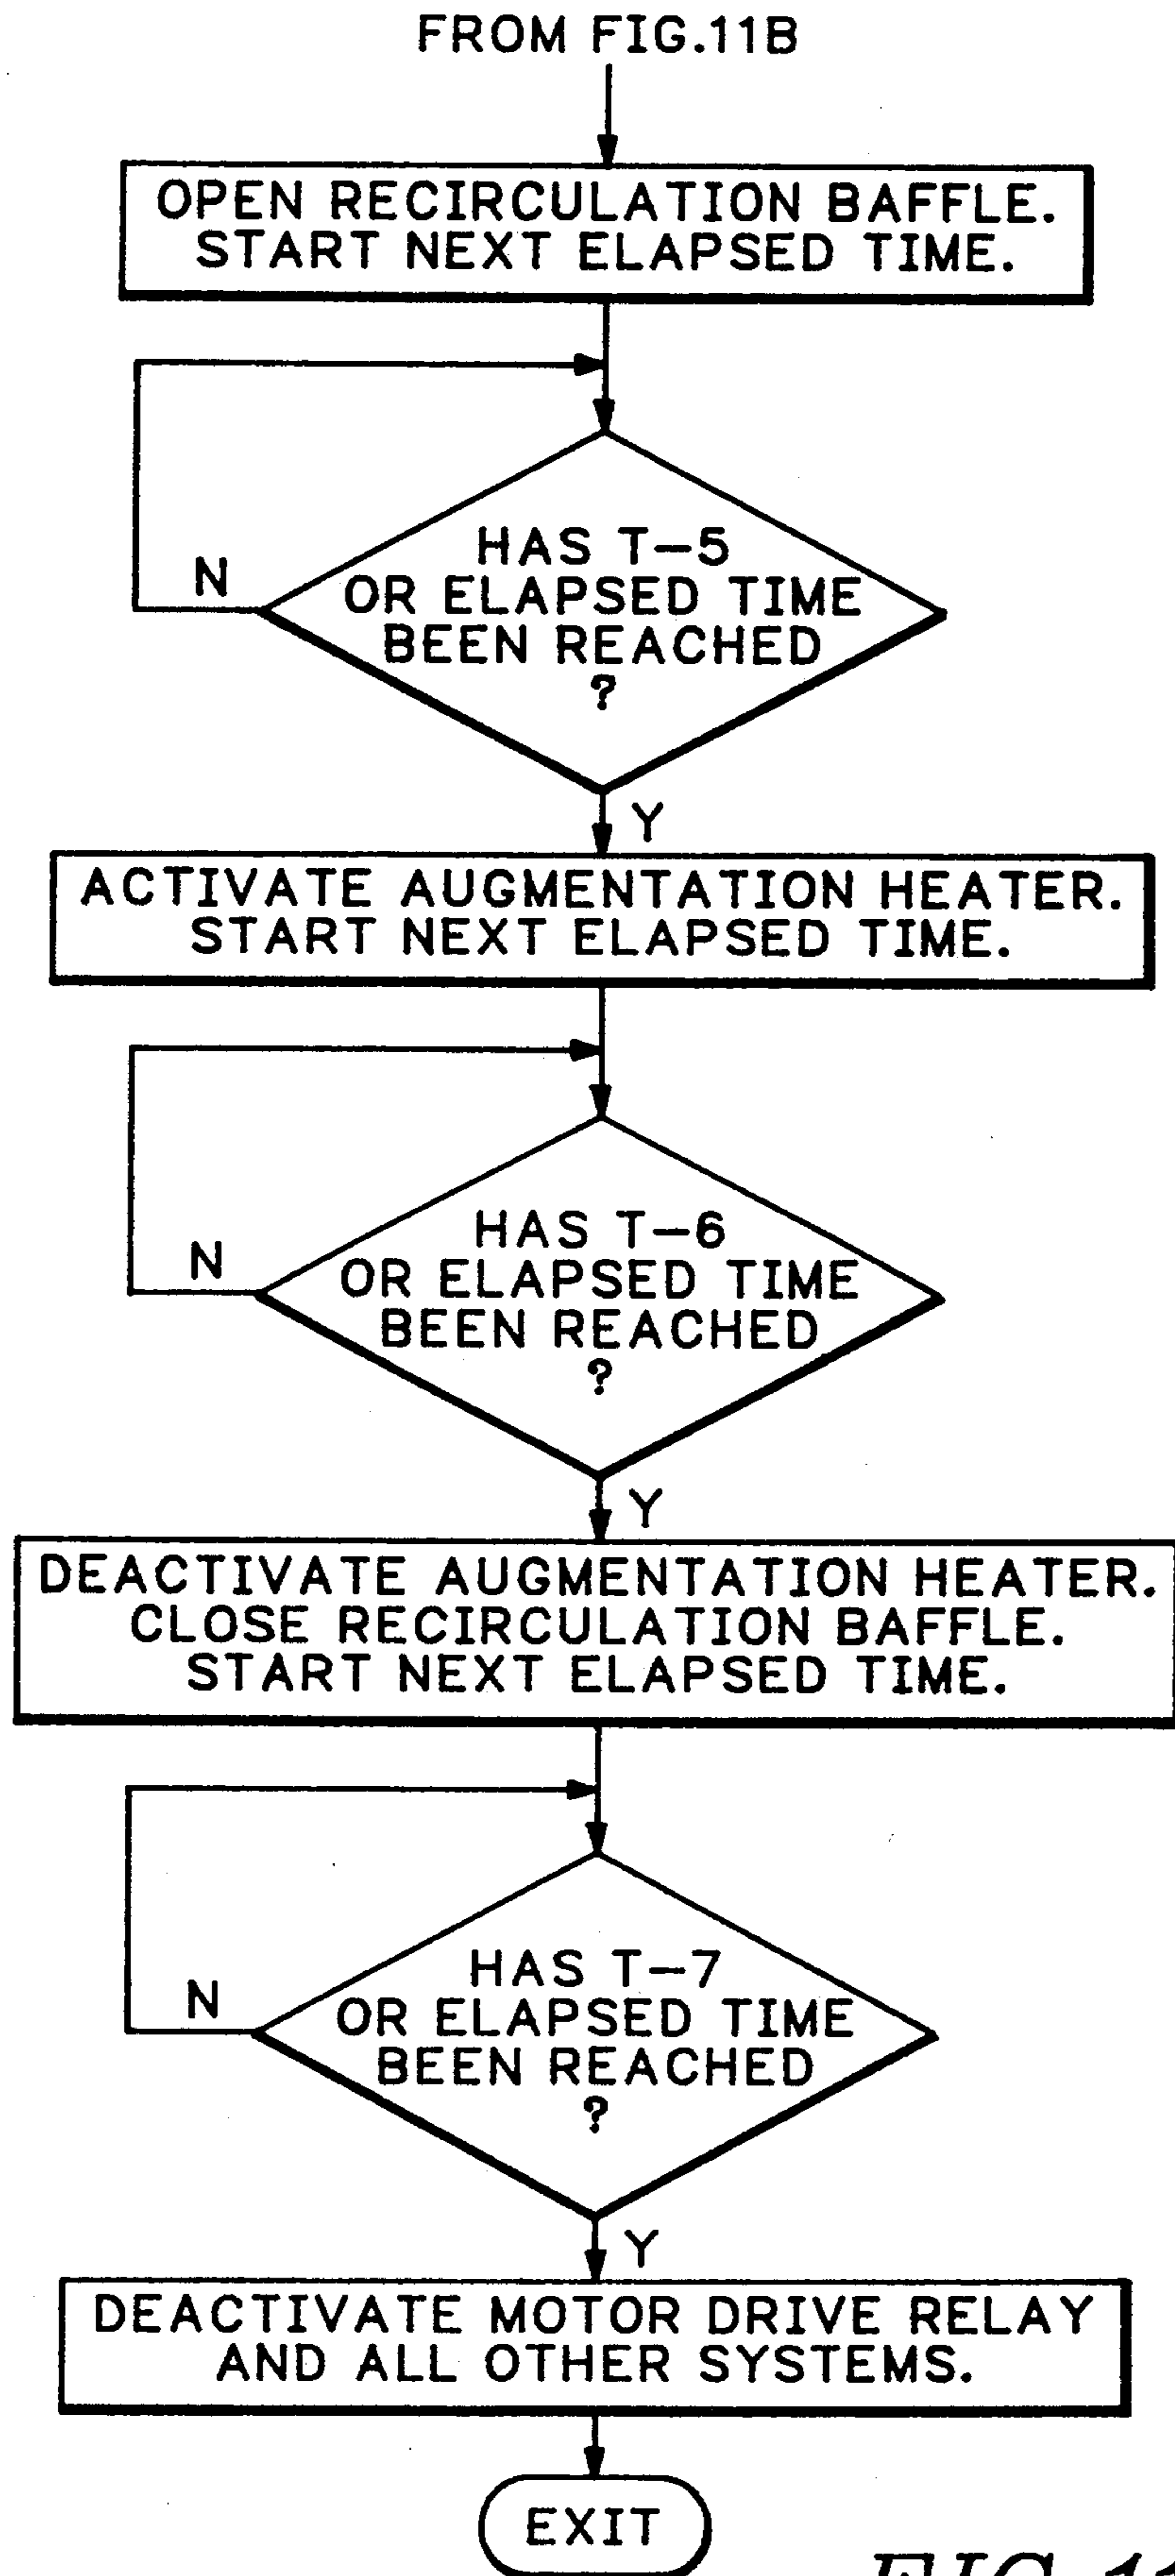 FROM FIG.11B
OPEN RECIRCULATION BAFFLE.
START NEXT ELAPSED TIME.
HAS T-5
OR ELAPSED TIME
BEEN REACHED
?
N
Y
ACTIVATE AUGMENTATION HEATER.
START NEXT ELAPSED TIME.
HAS T-6
OR ELAPSED TIME
BEEN REACHED
?
N
Y
DEACTIVATE AUGMENTATION HEATER.
CLOSE RECIRCULATION BAFFLE.
START NEXT ELAPSED TIME.
HAS T-7
OR ELAPSED TIME
BEEN REACHED
?
N
Y
DEACTIVATE MOTOR DRIVE RELAY
AND ALL OTHER SYSTEMS.
EXIT